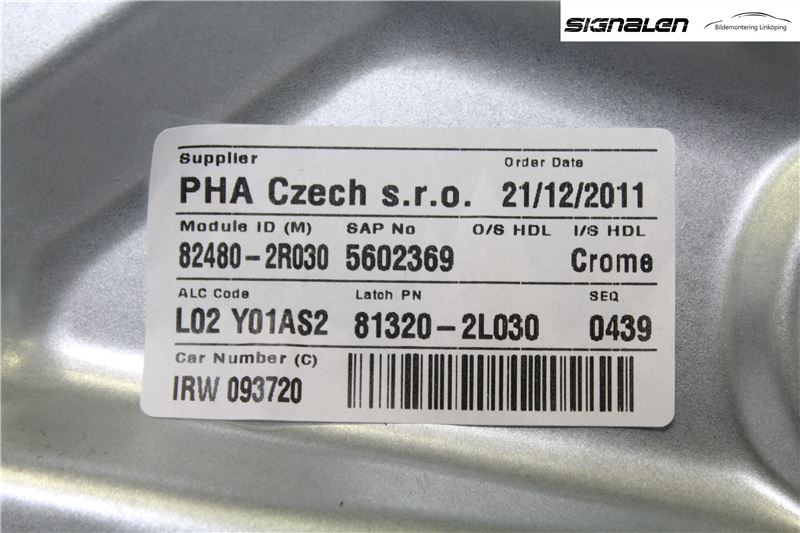 SIGNALEN
Bildemontering Linköping
Supplier Order Date
PHA Czech s.r.o. 21/12/2011
Module ID (M) SAP No O/S HDL I/S HDL
82480-2R030 5602369 Crome
ALC Code Latch PN SEQ
L02 Y01AS2 81320-2L030 0439
Car Number (C)
IRW 093720